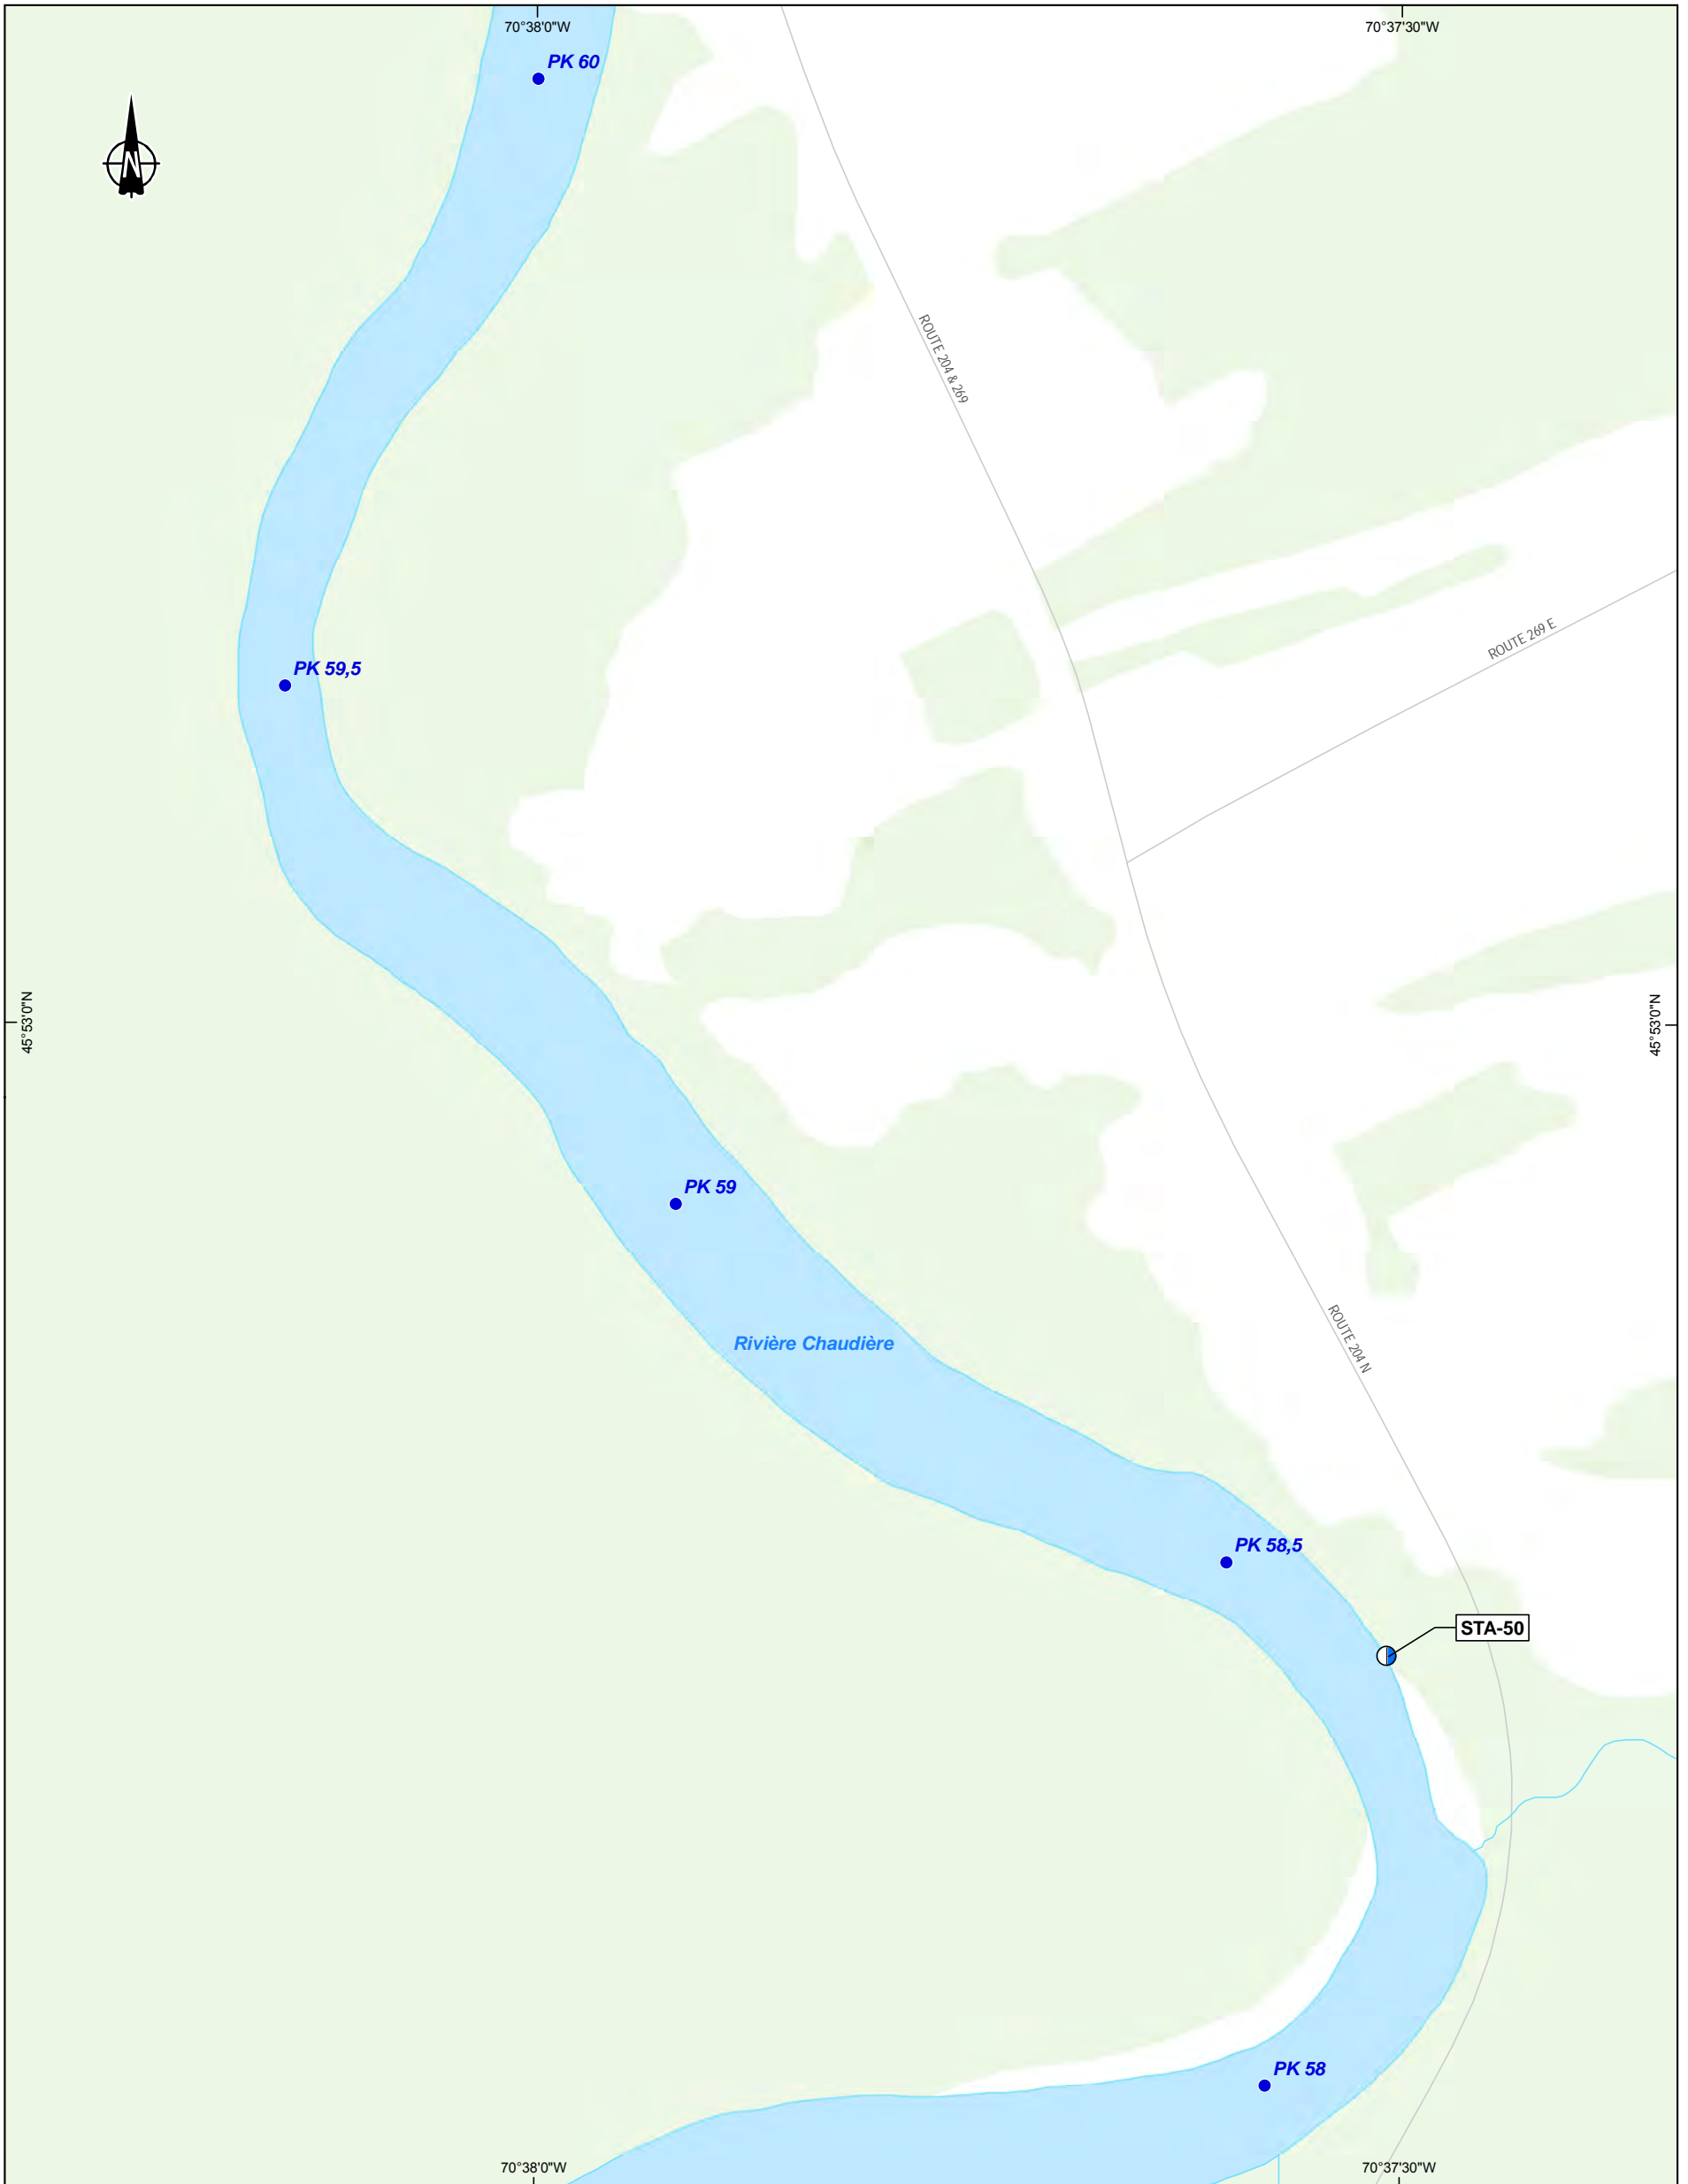 70°38'0"W
70°37'30"W
PK 60
N
ROUTE 204 & 269
ROUTE 269 E
PK 59,5
45°53'0"N
45°53'0"N
PK 59
Rivière Chaudière
ROUTE 204 N
PK 58,5
STA-50
PK 58
70°38'0"W
70°37'30"W